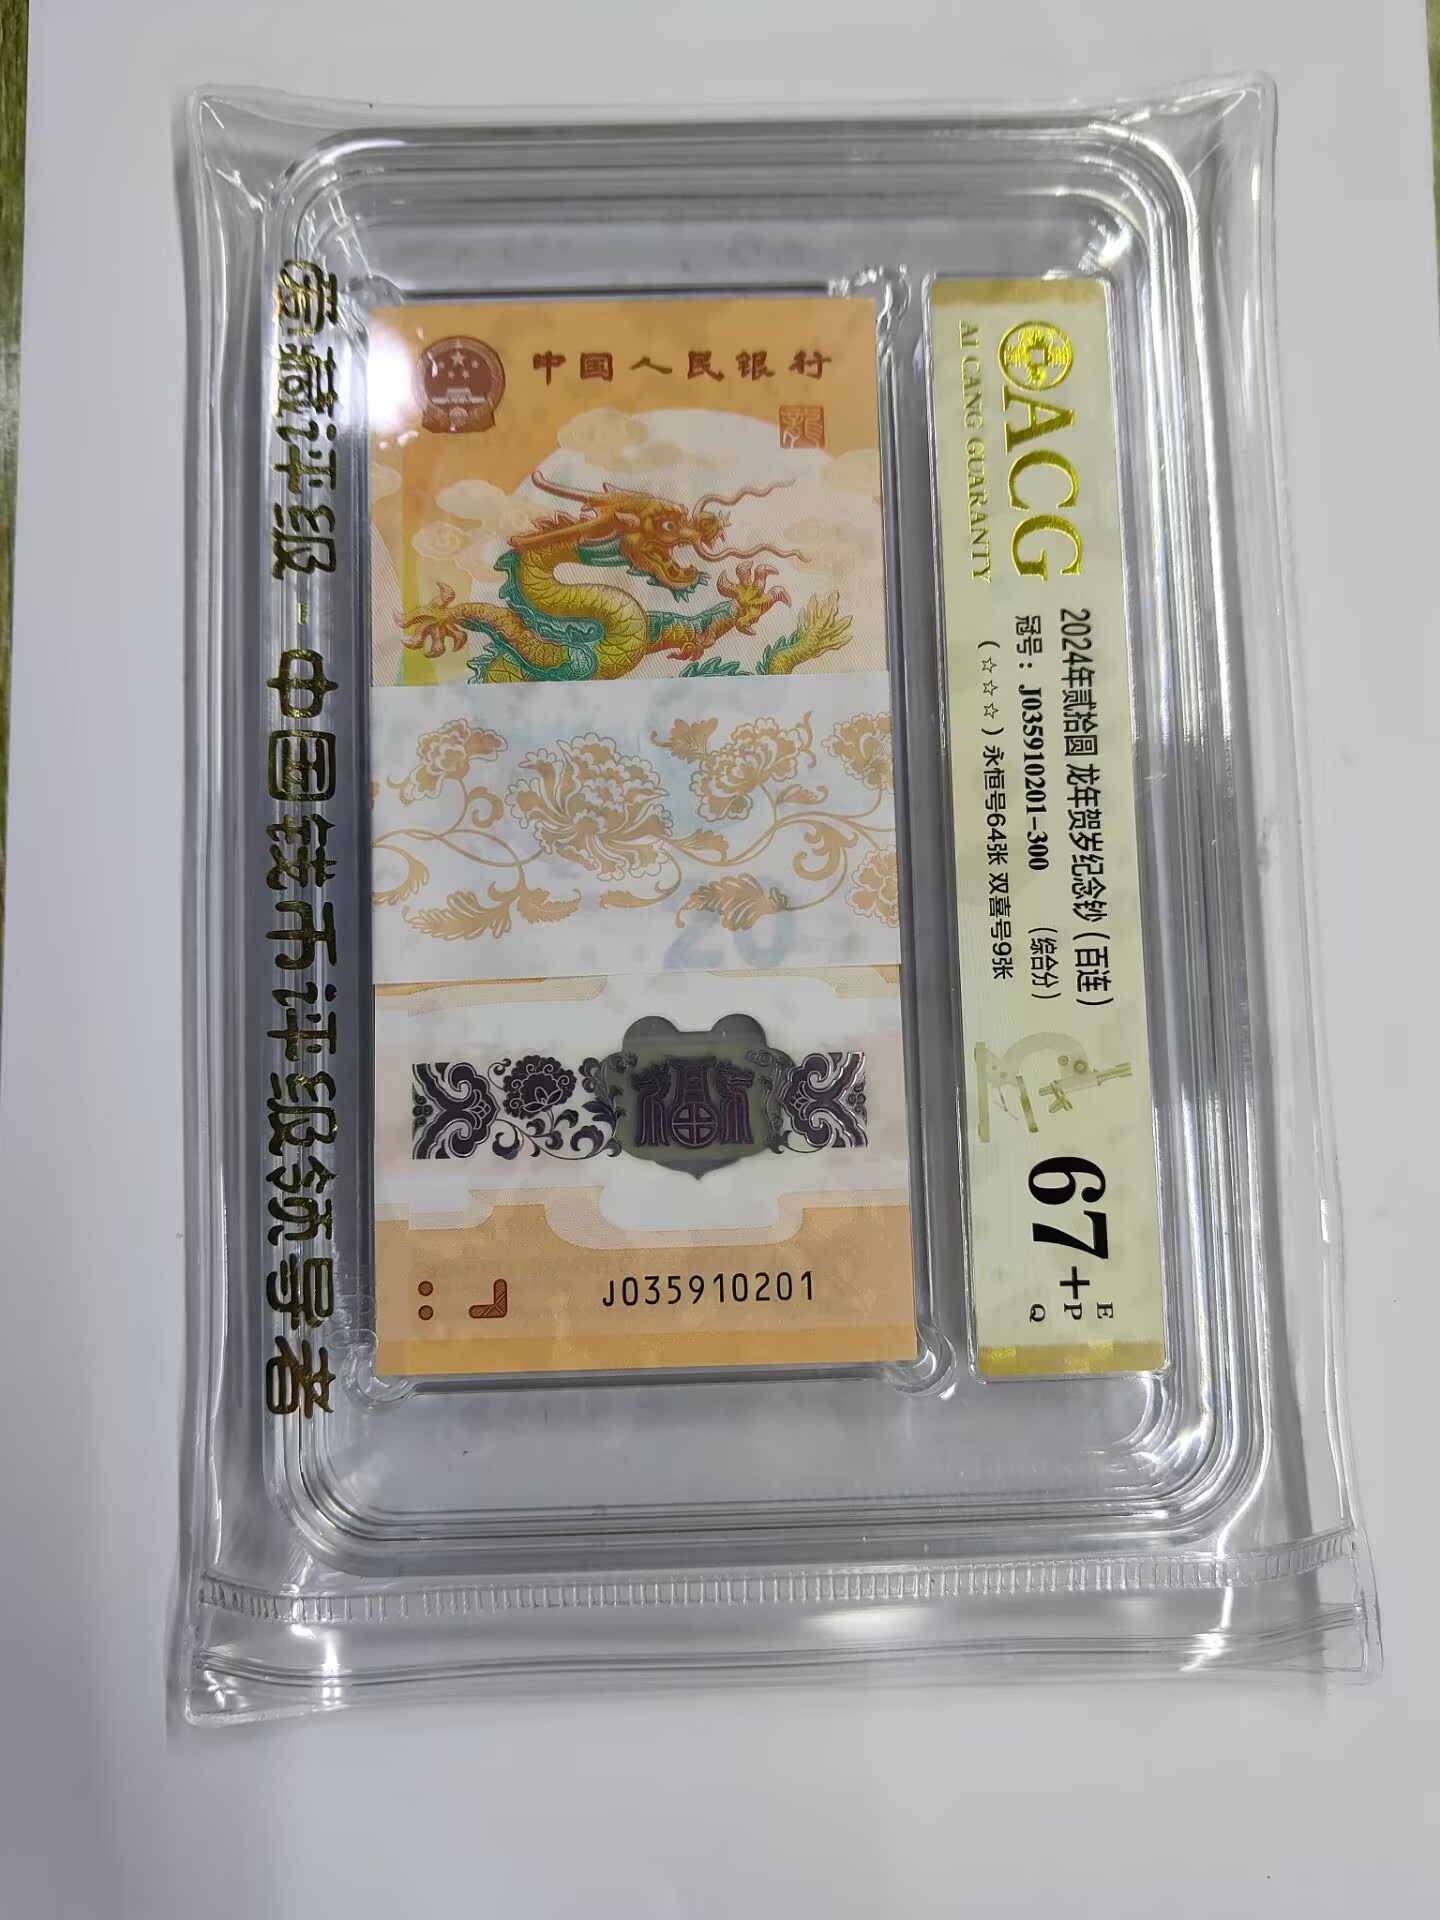 爱藏评级-中国钱币评级领导者
中国人民银行
龍
20
J035910201
ACG
AI CANG GUARANTY
2024年贰拾圆 龙年贺岁纪念钞（百连）
冠号：J035910201-300 （综合分）
（☆☆☆）永恒号64张 双喜号9张
67+
E
P
Q